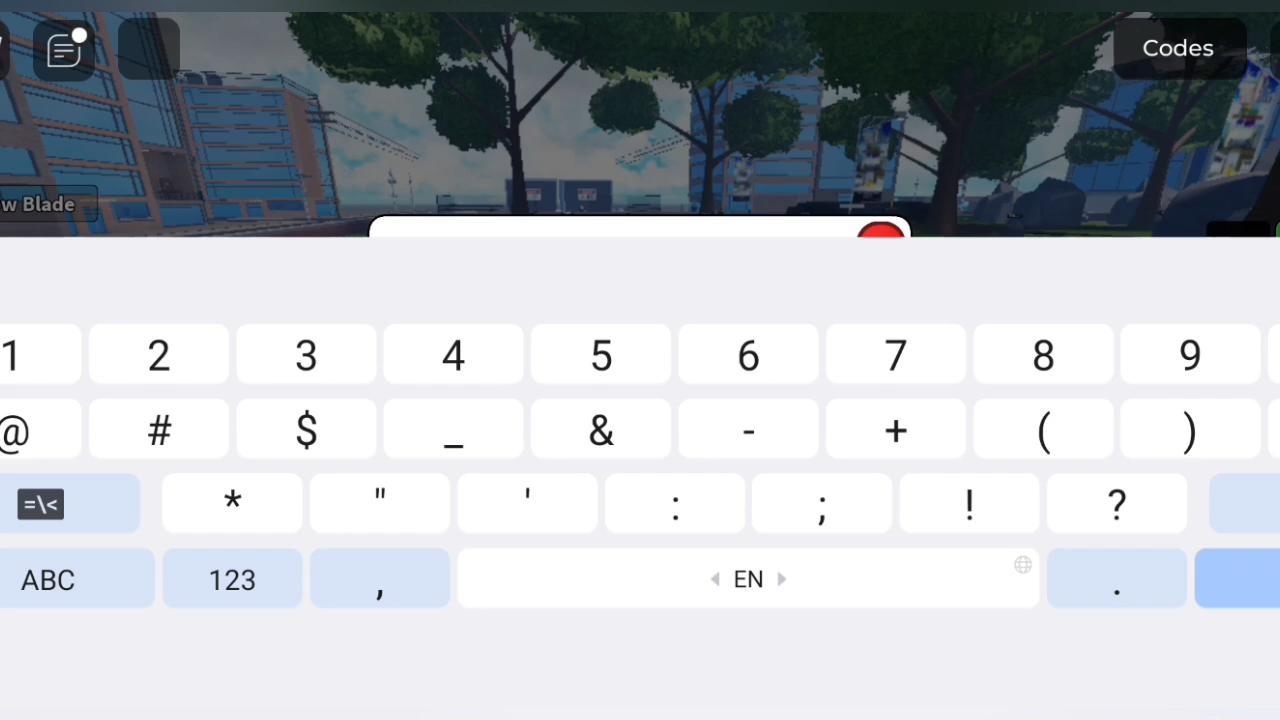 Codes
w Blade
1 2 3 4 5 6 7 8 9
@ # $ _ & - + ( )
=\< * " ' : ; ! ?
ABC 123 , EN .